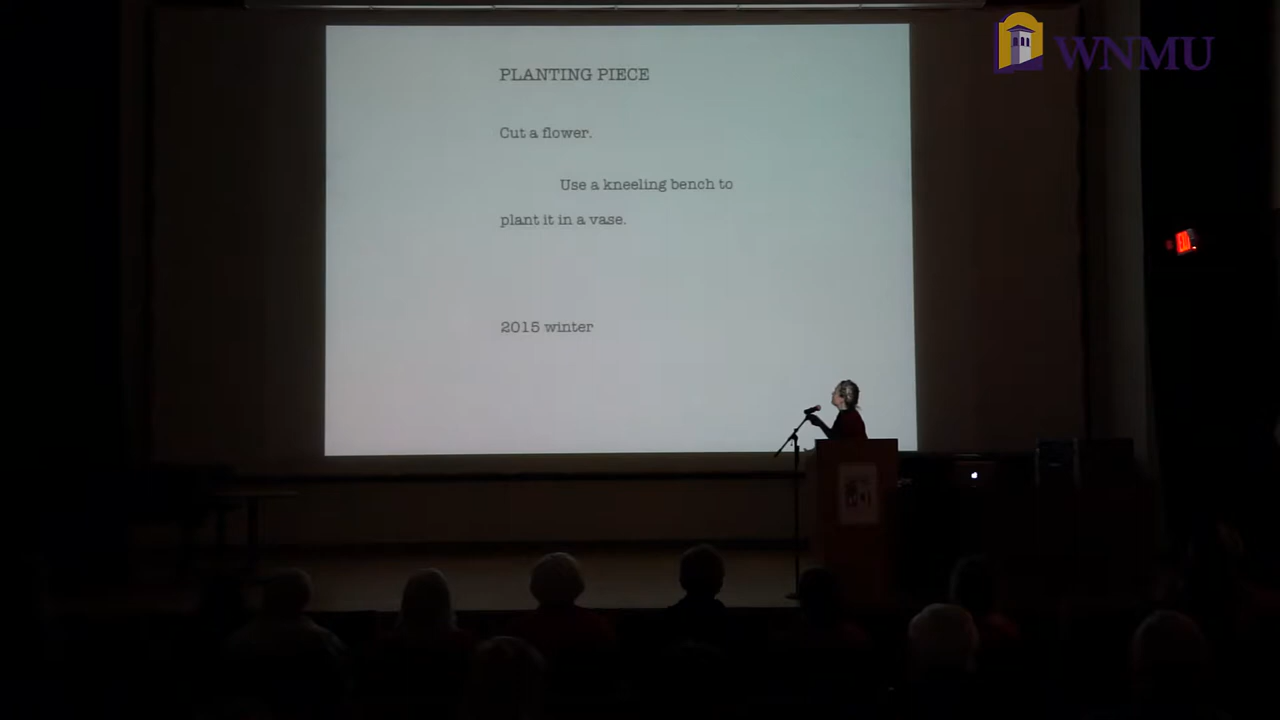 WNMU
PLANTING PIECE
Cut a flower.
Use a kneeling bench to
plant it in a vase.
2015 winter